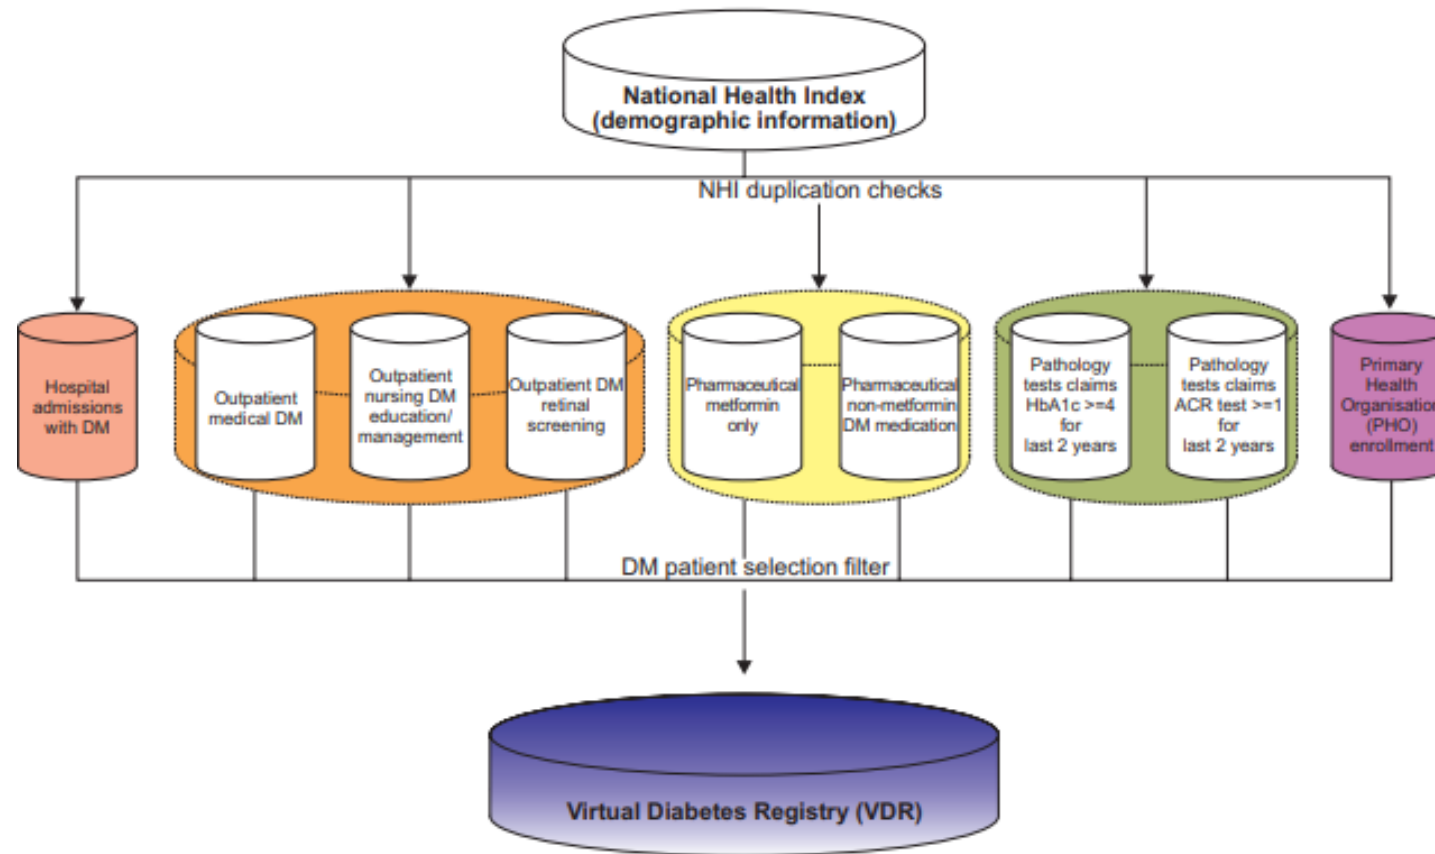 National Health Index
(demographic information)
NHI duplication checks
Hospital
admissions
with DM
Outpatient
medical DM
Outpatient
nursing DM
education/
management
Outpatient DM
retinal
screening
Pharmaceutical
metformin
only
Pharmaceutical
non-metformin
DM medication
Pathology
tests claims
HbA1c >=4
for
last 2 years
Pathology
tests claims
ACR test >=1
for
last 2 years
Primary
Health
Organisation
(PHO)
enrollment
DM patient selection filter
Virtual Diabetes Registry (VDR)